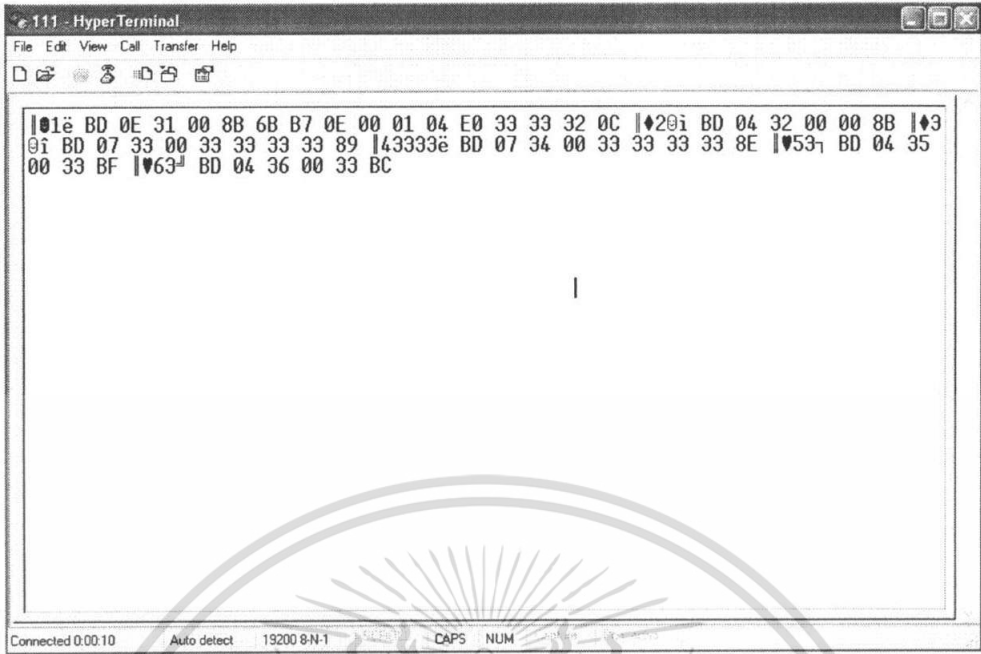 111 - HyperTerminal
File Edit View Call Transfer Help
║◘1ë BD 0E 31 00 8B 6B B7 0E 00 01 04 E0 33 33 32 0C ║♦2θî BD 04 32 00 00 8B ║♦3
θî BD 07 33 00 33 33 33 33 89 ║43333ë BD 07 34 00 33 33 33 33 8E ║♥53┐ BD 04 35
00 33 BF ║♥63╝ BD 04 36 00 33 BC
Connected 0:00:10 Auto detect 19200 8-N-1 CAPS NUM